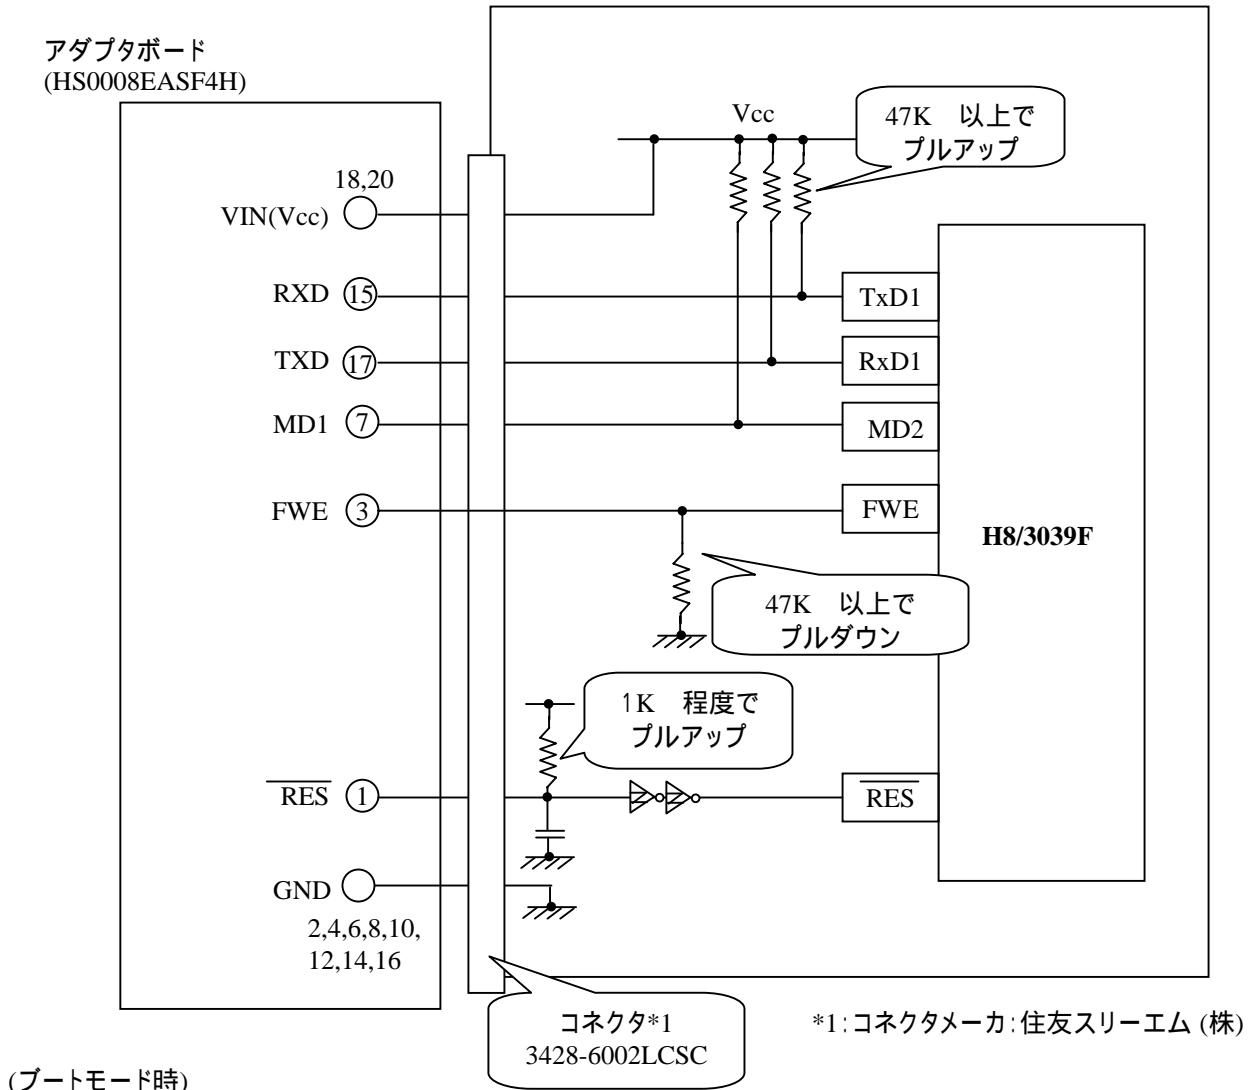 アダプタボード
(HS0008EASF4H)
Vcc
47K 以上で
プルアップ
18,20
VIN(Vcc)
RXD 15 TxD1
TXD 17 RxD1
MD1 7 MD2
FWE 3 FWE
H8/3039F
47K 以上で
プルダウン
1K 程度で
プルアップ
RES 1 RES
GND
2,4,6,8,10,
12,14,16
コネクタ*1
3428-6002LCSC
*1:コネクタメーカ:住友スリーエム (株)
(ブートモード時)